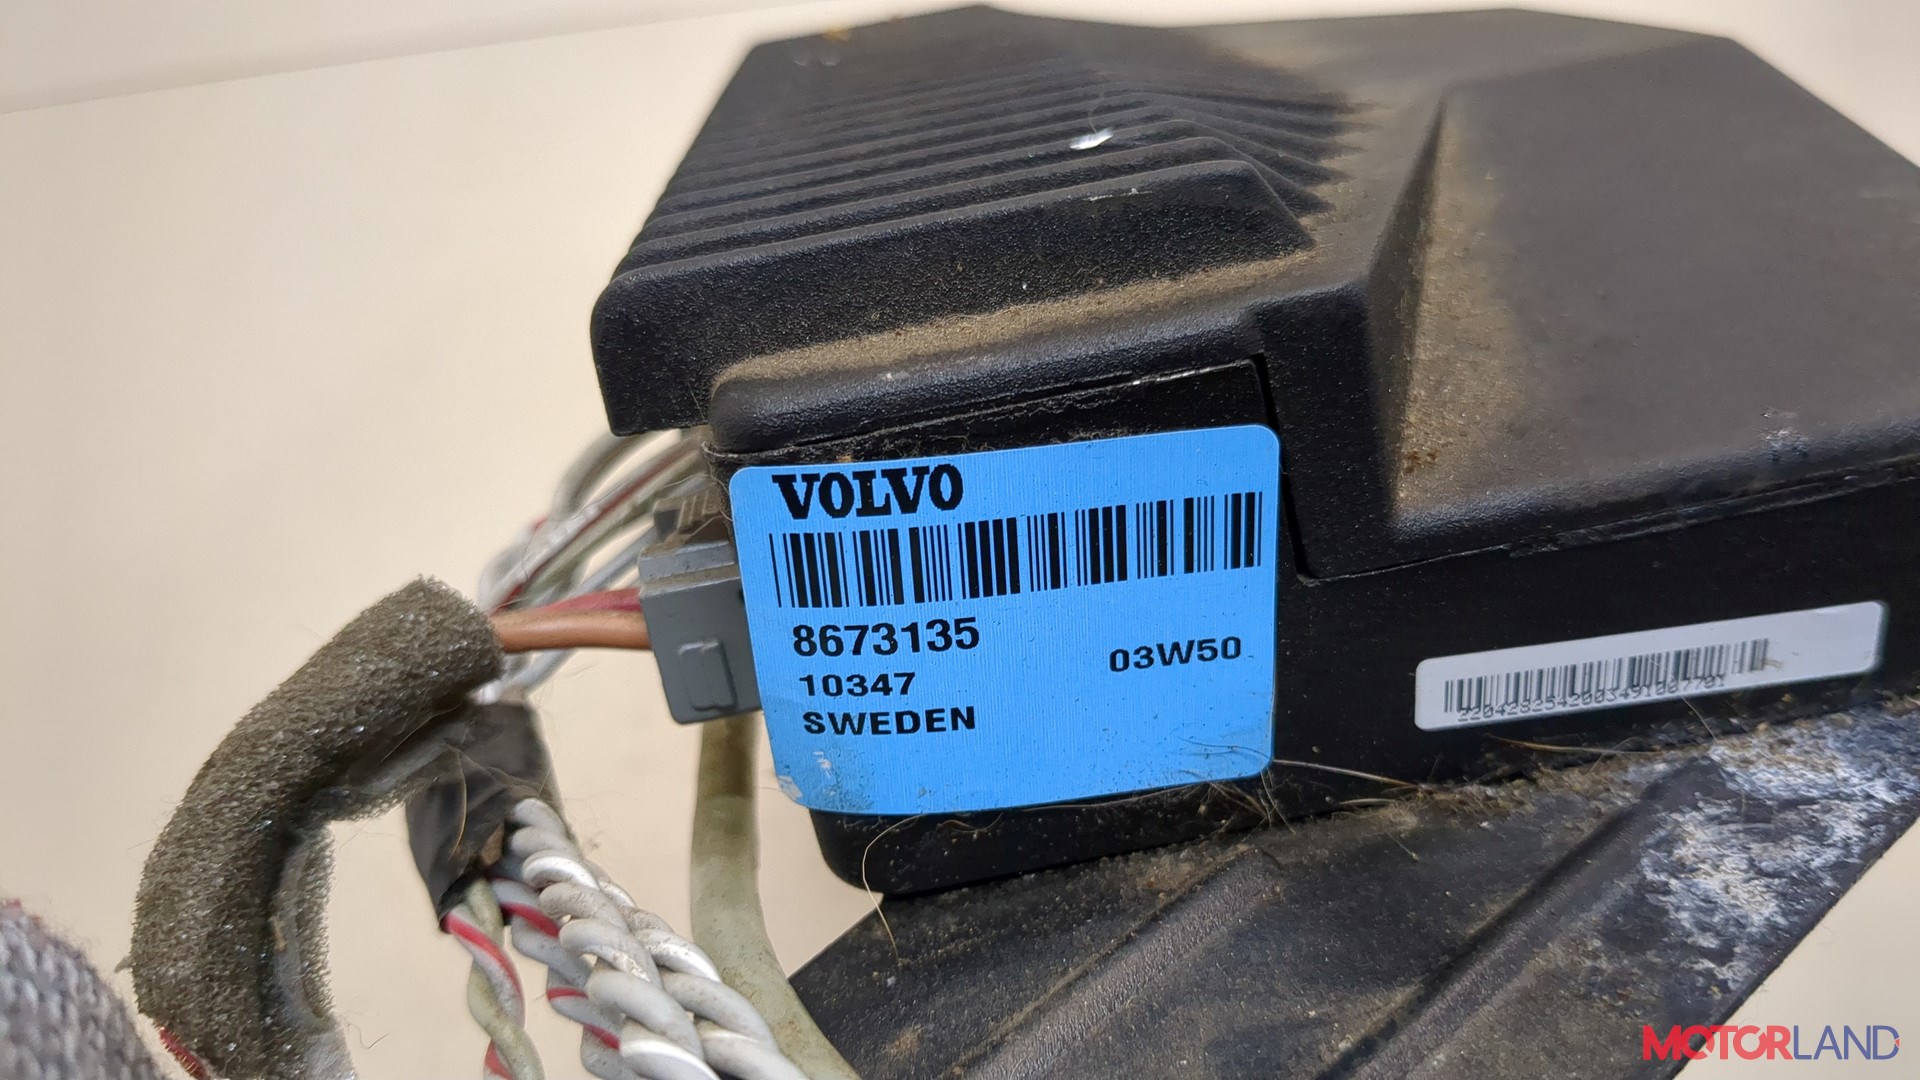 VOLVO
8673135
10347
03W50
SWEDEN
MOTORLAND